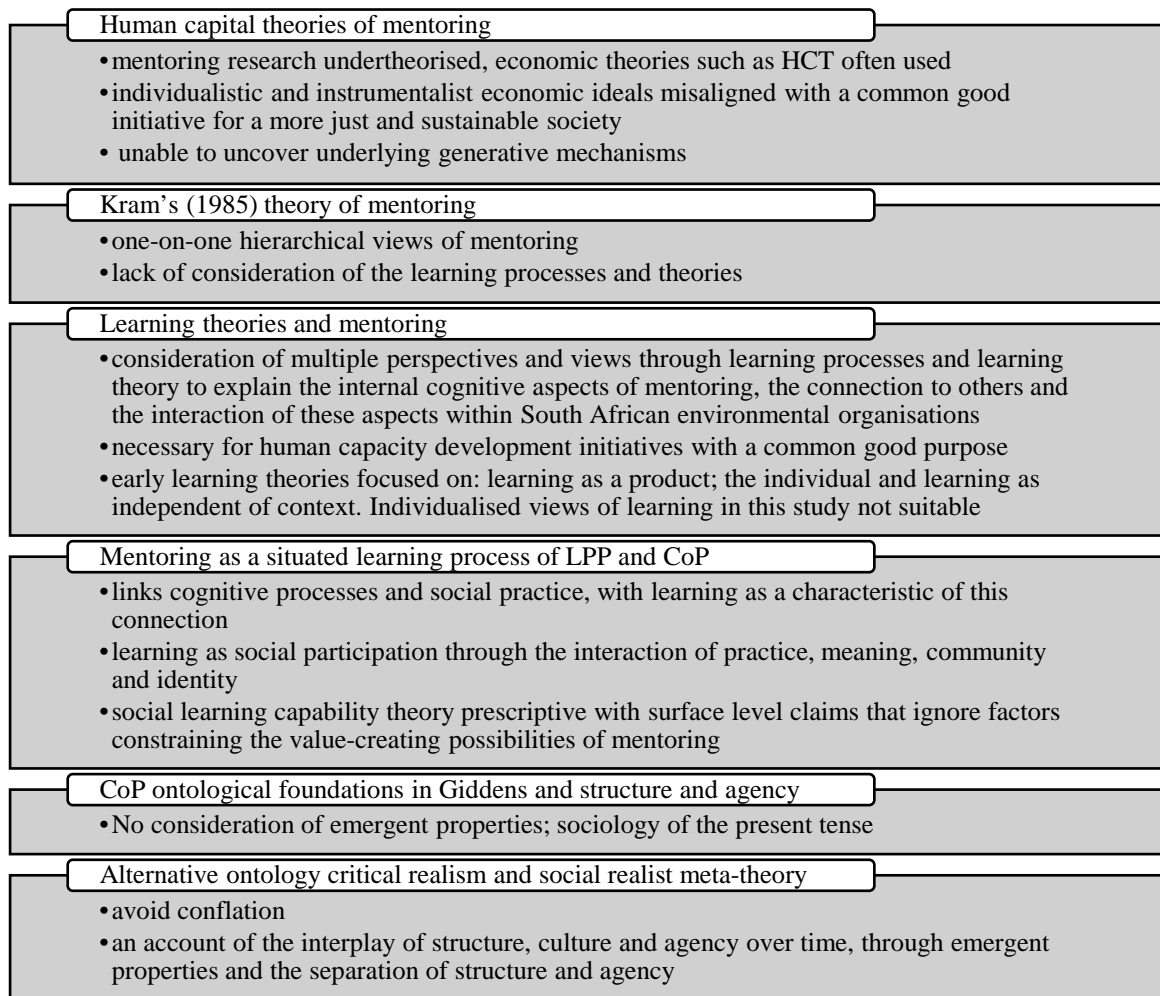 Human capital theories of mentoring
•mentoring research undertheorised, economic theories such as HCT often used
•individualistic and instrumentalist economic ideals misaligned with a common good
initiative for a more just and sustainable society
• unable to uncover underlying generative mechanisms
Kram's (1985) theory of mentoring
•one-on-one hierarchical views of mentoring
•lack of consideration of the learning processes and theories
Learning theories and mentoring
•consideration of multiple perspectives and views through learning processes and learning
theory to explain the internal cognitive aspects of mentoring, the connection to others and
the interaction of these aspects within South African environmental organisations
•necessary for human capacity development initiatives with a common good purpose
•early learning theories focused on: learning as a product; the individual and learning as
independent of context. Individualised views of learning in this study not suitable
Mentoring as a situated learning process of LPP and CoP
•links cognitive processes and social practice, with learning as a characteristic of this
connection
•learning as social participation through the interaction of practice, meaning, community
and identity
•social learning capability theory prescriptive with surface level claims that ignore factors
constraining the value-creating possibilities of mentoring
CoP ontological foundations in Giddens and structure and agency
•No consideration of emergent properties; sociology of the present tense
Alternative ontology critical realism and social realist meta-theory
•avoid conflation
•an account of the interplay of structure, culture and agency over time, through emergent
properties and the separation of structure and agency